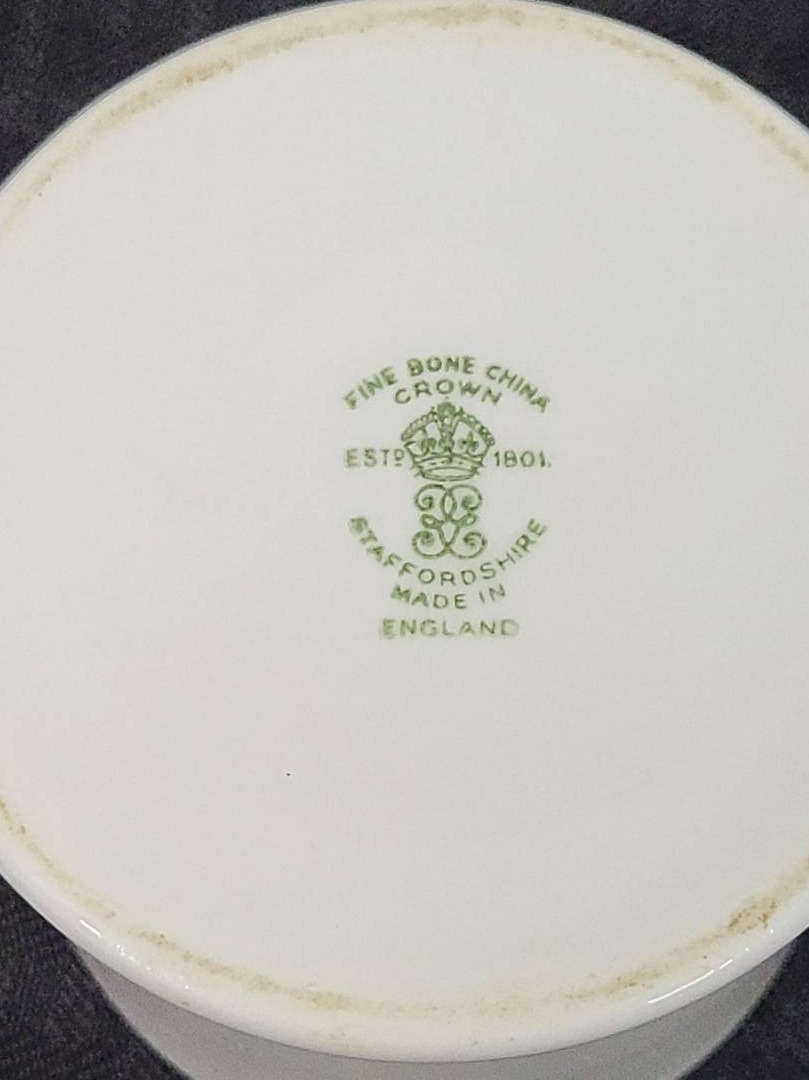 FINE BONE CHINA
CROWN
ESTD 1801.
STAFFORDSHIRE
MADE IN
ENGLAND